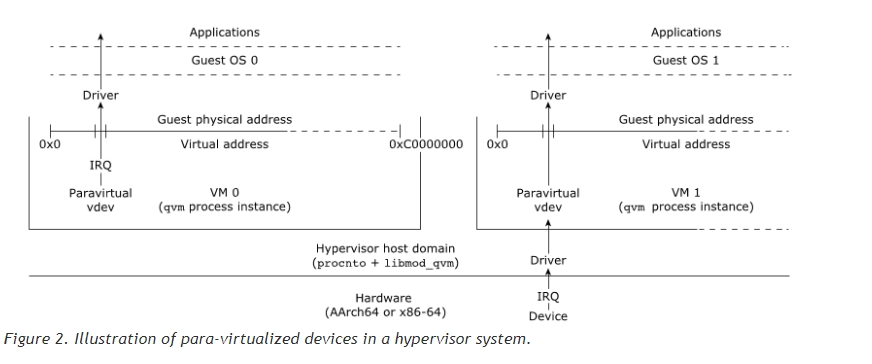 Applications
Guest OS 0
Driver
Guest physical address
0x0
Virtual address
0xC0000000
IRQ
Paravirtual
vdev
VM 0
(qvm process instance)
Applications
Guest OS 1
Driver
Guest physical address
0x0
Virtual address
Paravirtual
vdev
VM 1
(qvm process instance)
Hypervisor host domain
(procnto + libmod_qvm)
Driver
Hardware
(AArch64 or x86-64)
IRQ
Device
Figure 2. Illustration of para-virtualized devices in a hypervisor system.